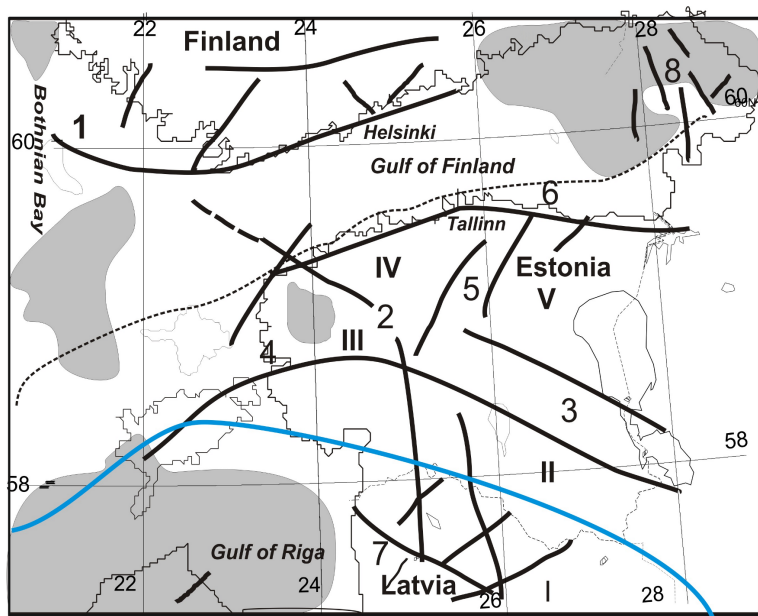 22
24
26
28
Finland
8
60
60N
1
Helsinki
60
Bothnian Bay
Gulf of Finland
6
Tallinn
IV
Estonia
5
V
2
III
4
3
58
II
58
Gulf of Riga
7
22
24
Latvia
I
28
26